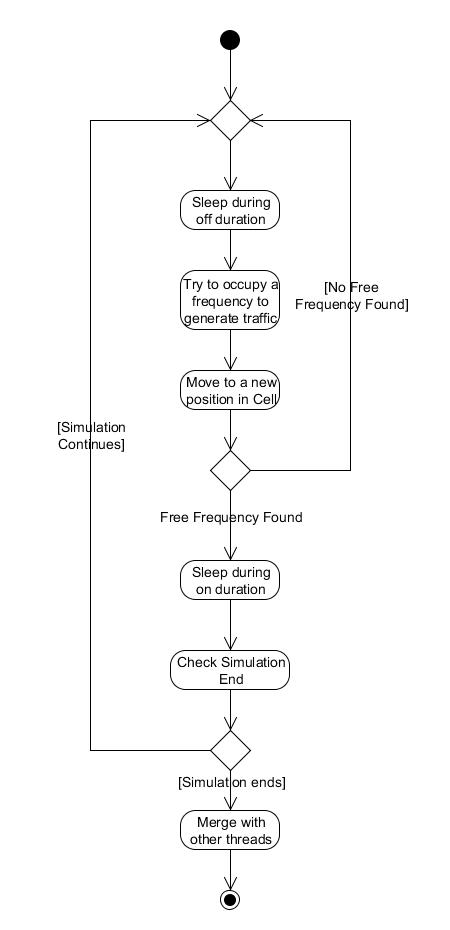 Sleep during
off duration
Try to occupy a
frequency to
generate traffic
[No Free
Frequency Found]
Move to a new
position in Cell
[Simulation
Continues]
Free Frequency Found
Sleep during
on duration
Check Simulation
End
[Simulation ends]
Merge with
other threads